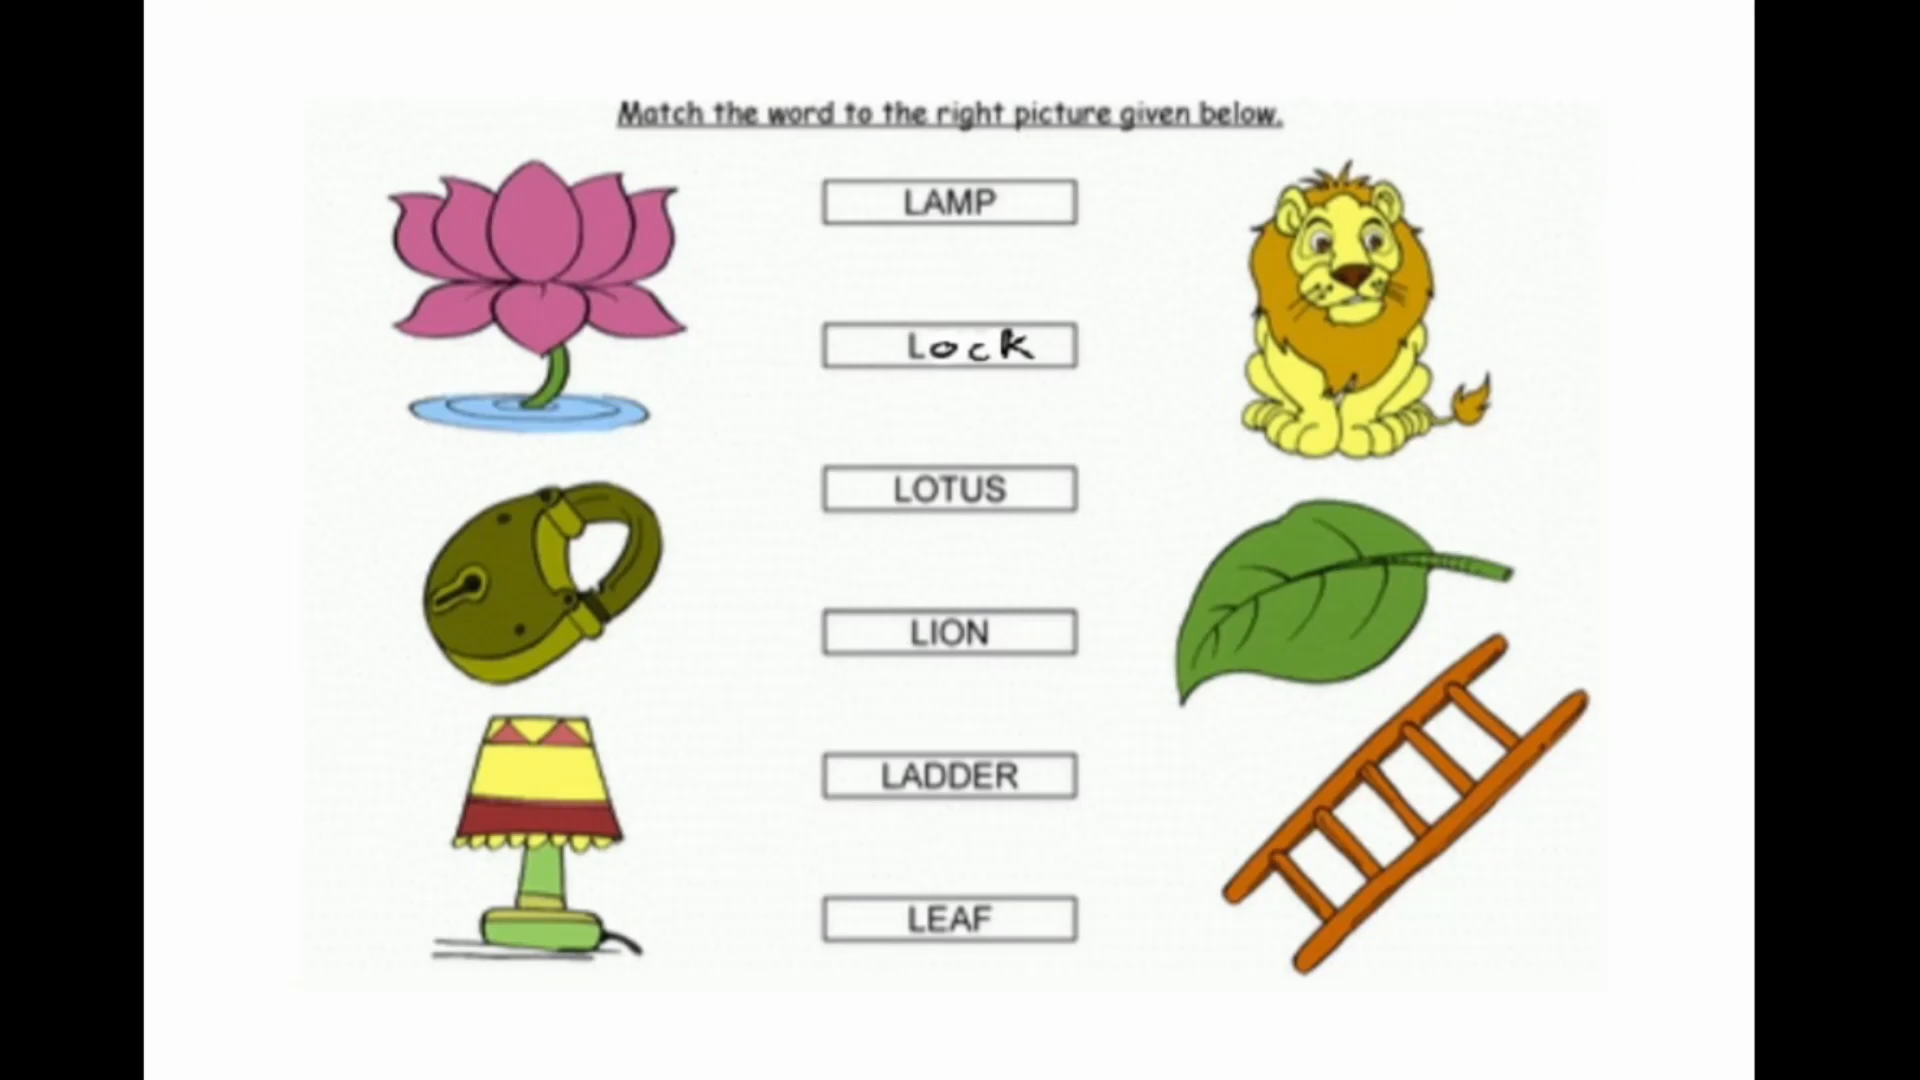 Match the word to the right picture given below.
LAMP
Lock
LOTUS
LION
LADDER
LEAF